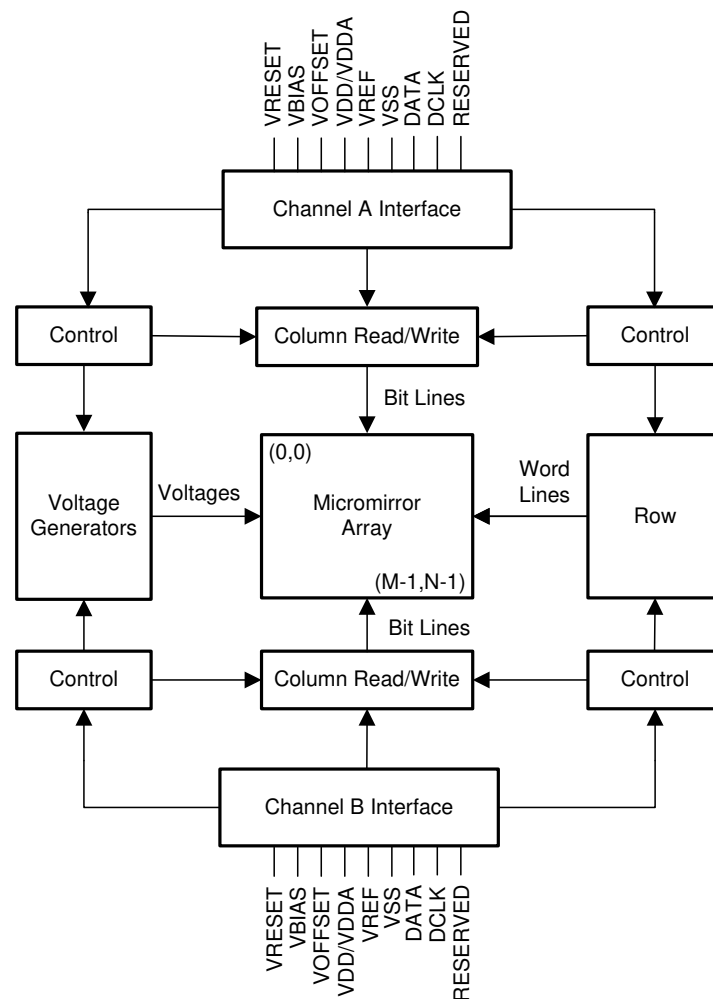 VRESET
VBIAS
VOFFSET
VDD/VDDA
VREF
VSS
DATA
DCLK
RESERVED
Channel A Interface
Control
Column Read/Write
Control
Bit Lines
(0,0)
Voltage
Generators
Voltages
Micromirror
Array
Word
Lines
Row
(M-1,N-1)
Bit Lines
Control
Column Read/Write
Control
Channel B Interface
VRESET
VBIAS
VOFFSET
VDD/VDDA
VREF
VSS
DATA
DCLK
RESERVED